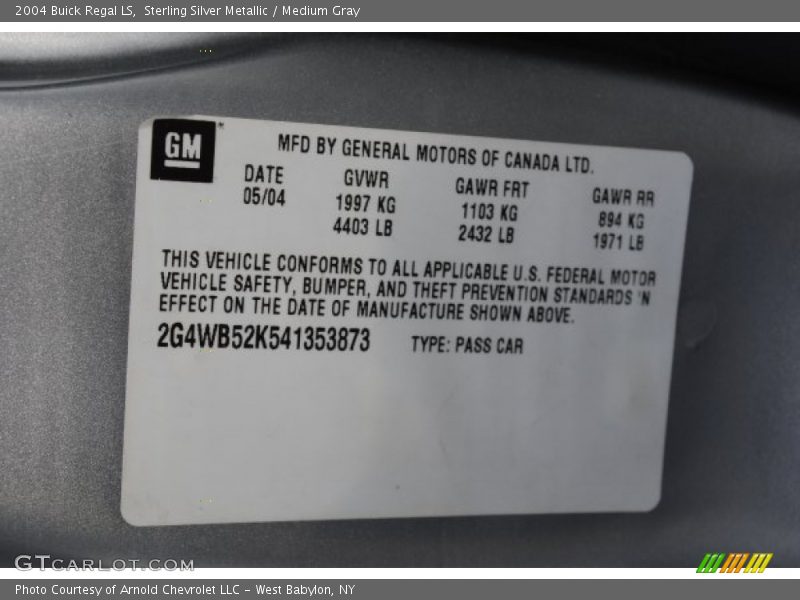 2004 Buick Regal LS,  Sterling Silver Metallic / Medium Gray
GM
MFD BY GENERAL MOTORS OF CANADA LTD.
DATE GVWR GAWR FRT GAWR RR
05/04 1997 KG 1103 KG 894 KG
4403 LB 2432 LB 1971 LB
THIS VEHICLE CONFORMS TO ALL APPLICABLE U.S. FEDERAL MOTOR
VEHICLE SAFETY, BUMPER, AND THEFT PREVENTION STANDARDS IN
EFFECT ON THE DATE OF MANUFACTURE SHOWN ABOVE.
2G4WB52K541353873 TYPE: PASS CAR
GTCARLOT.COM
Photo Courtesy of Arnold Chevrolet LLC - West Babylon, NY